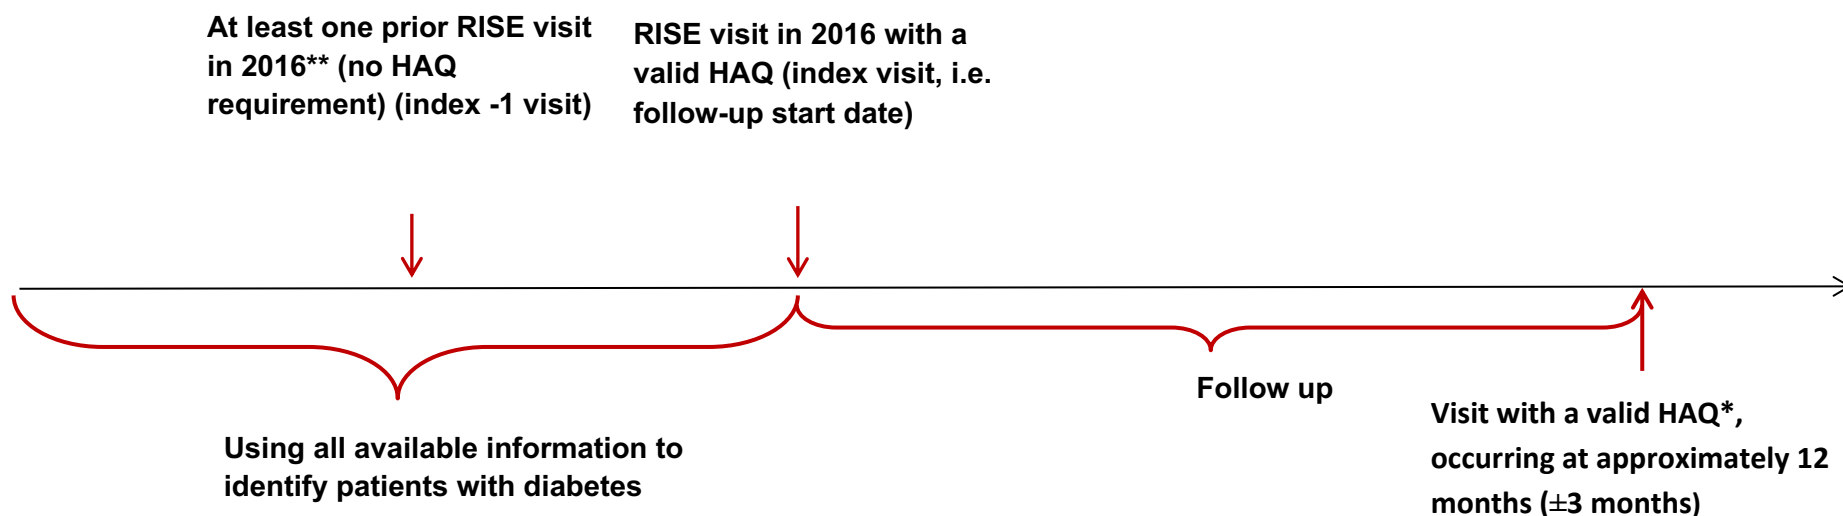 At least one prior RISE visit
in 2016** (no HAQ
requirement) (index -1 visit)
RISE visit in 2016 with a
valid HAQ (index visit, i.e.
follow-up start date)
Using all available information to
identify patients with diabetes
Follow up
Visit with a valid HAQ*,
occurring at approximately 12
months (±3 months)